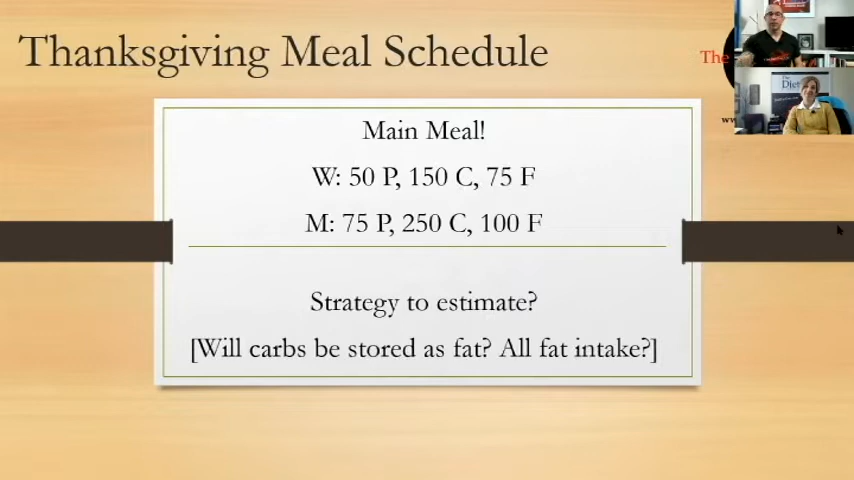 Thanksgiving Meal Schedule
The
Main Meal!
W: 50 P, 150 C, 75 F
M: 75 P, 250 C, 100 F
Strategy to estimate?
[Will carbs be stored as fat? All fat intake?]